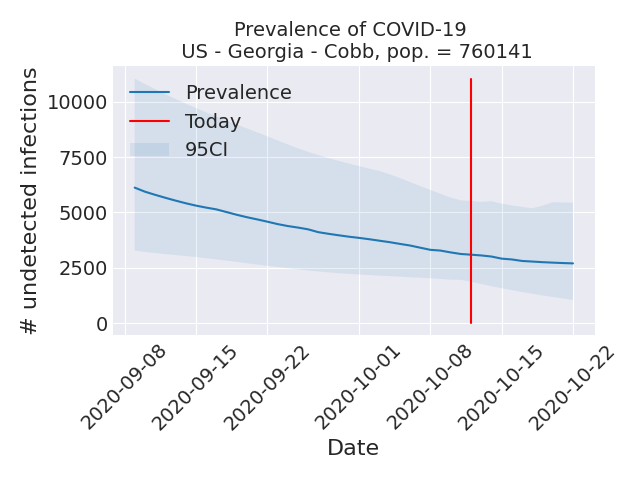 Prevalence of COVID-19
US - Georgia - Cobb, pop. = 760141
# undetected infections
10000
7500
5000
2500
0
Prevalence
Today
95CI
2020-09-08
2020-09-15
2020-09-22
2020-10-01
2020-10-08
2020-10-15
2020-10-22
Date